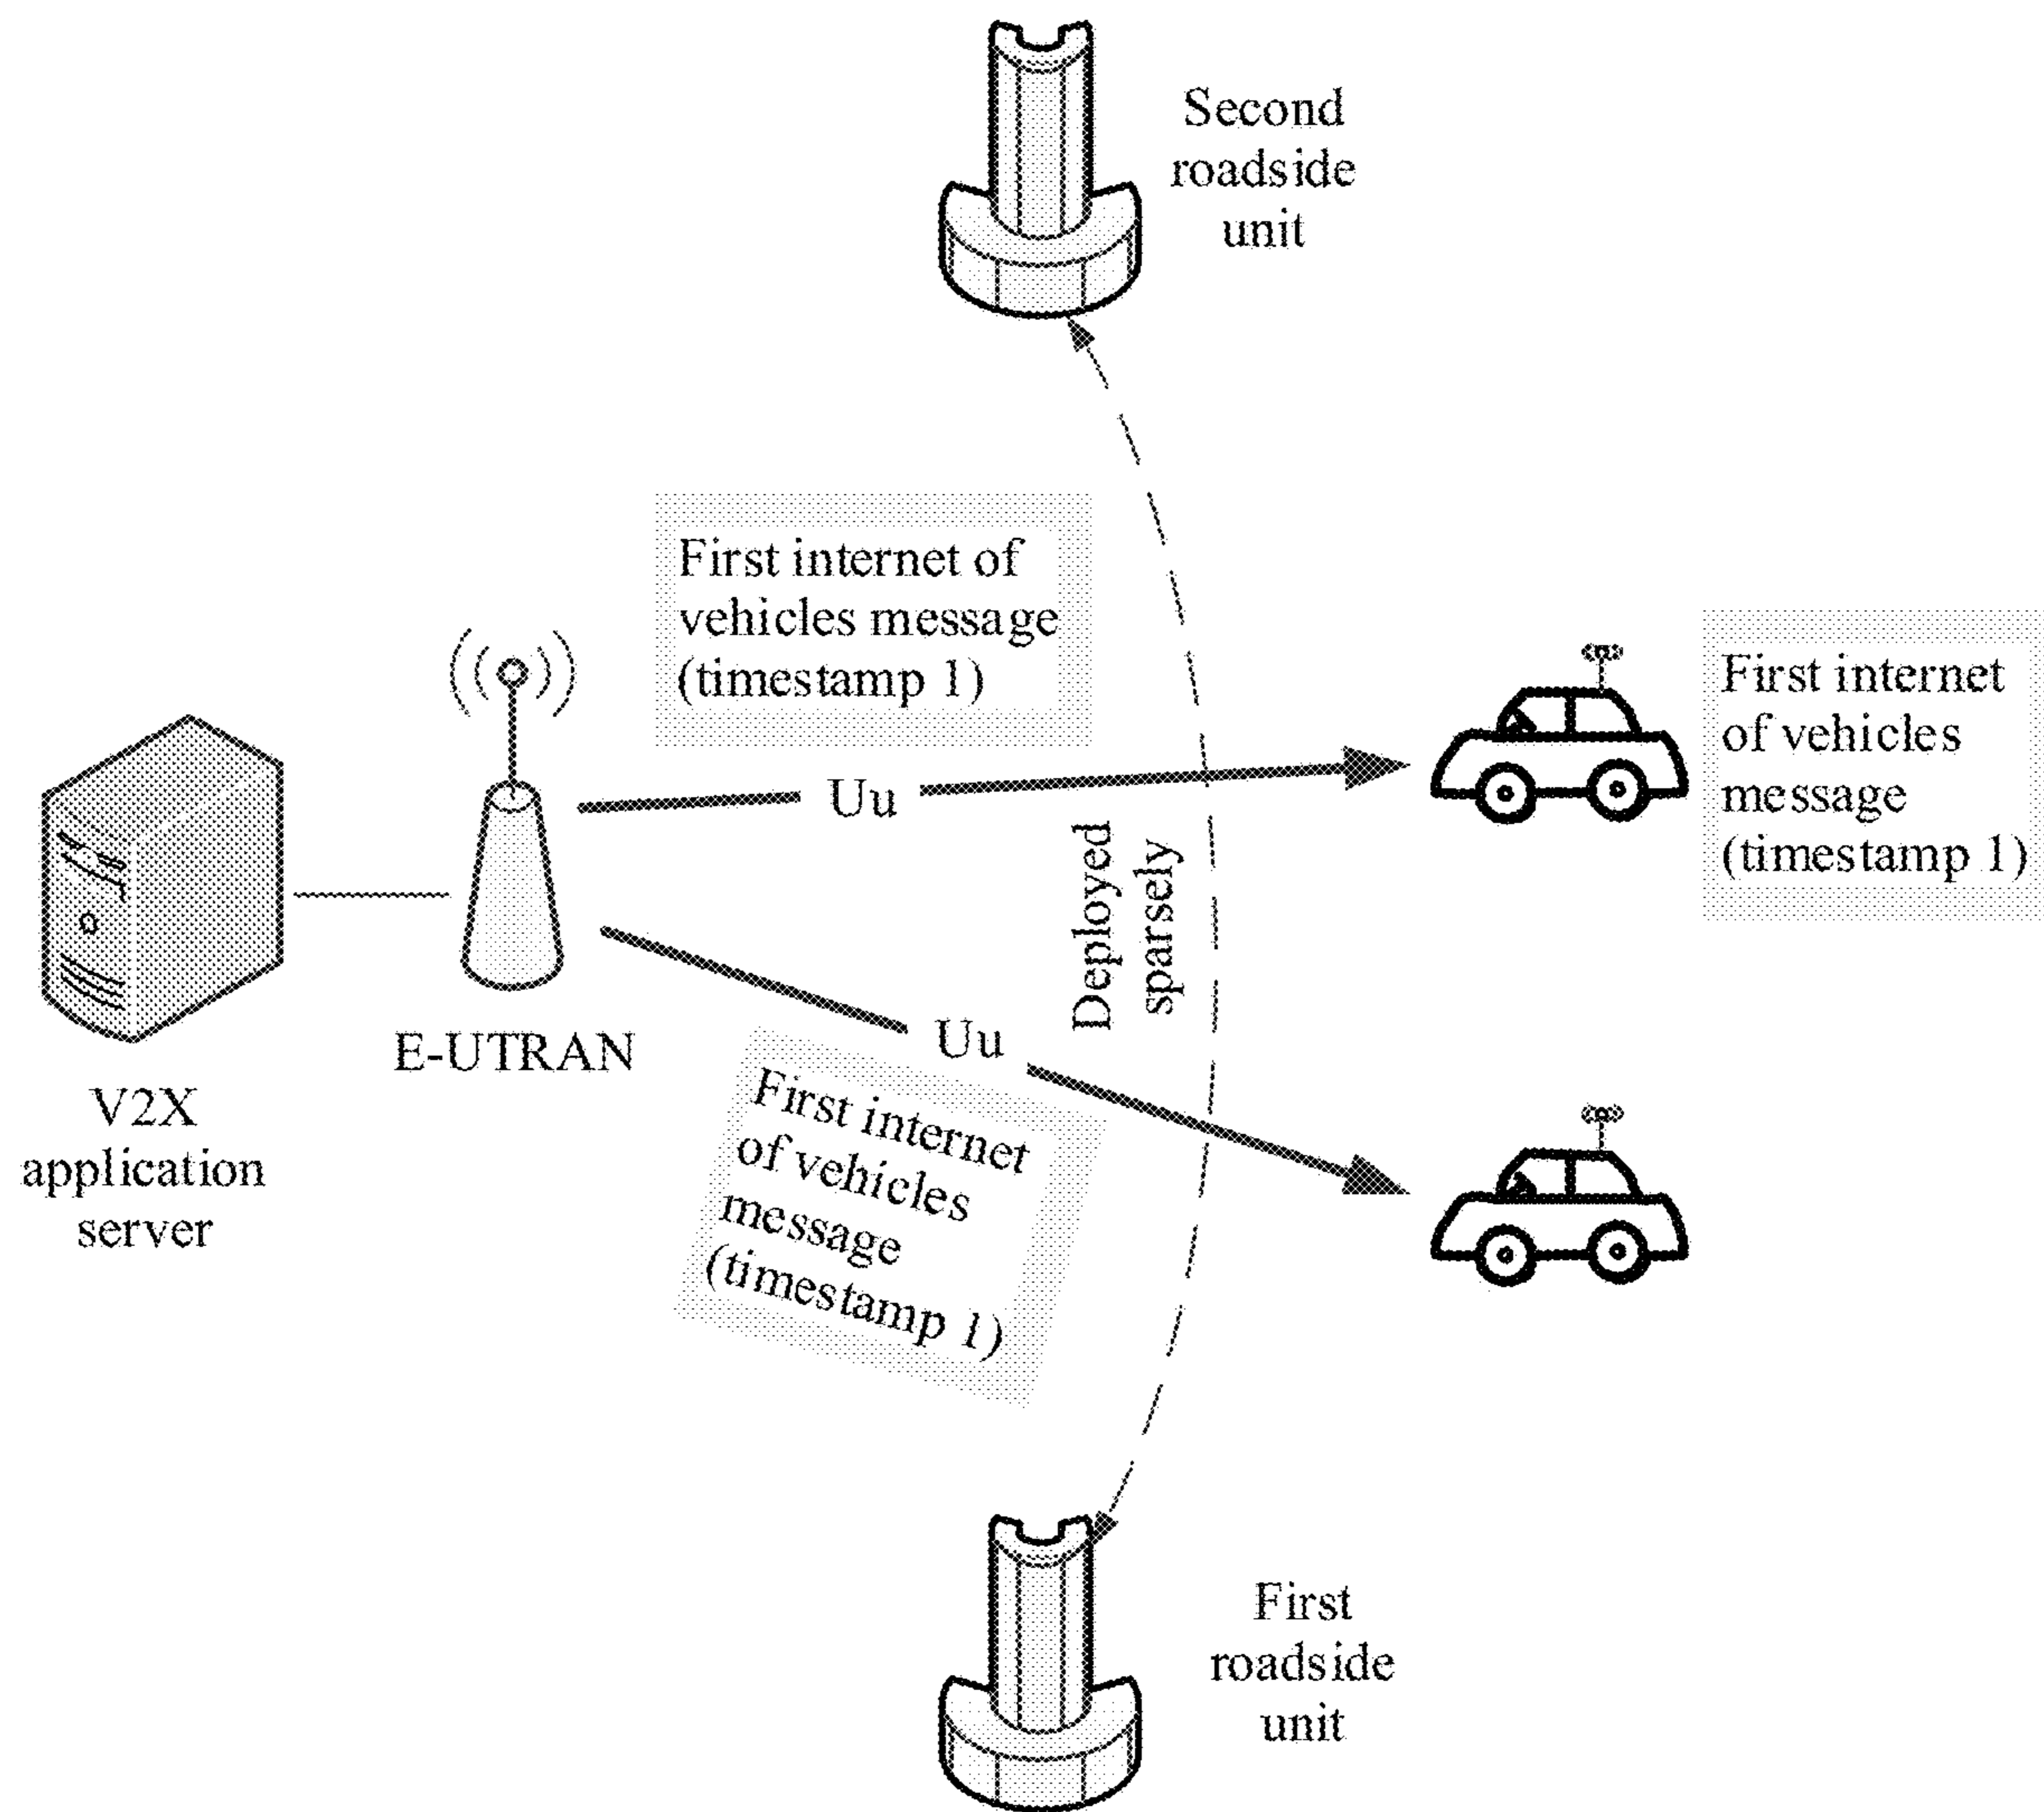 Second
roadside
unit
First internet of
vehicles message
(timestamp 1)
First internet
of vehicles
message
(timestamp 1)
Uu
Deployed
sparsely
Uu
E-UTRAN
V2X
application
server
First internet
of vehicles
message
(timestamp 1)
First
roadside
unit